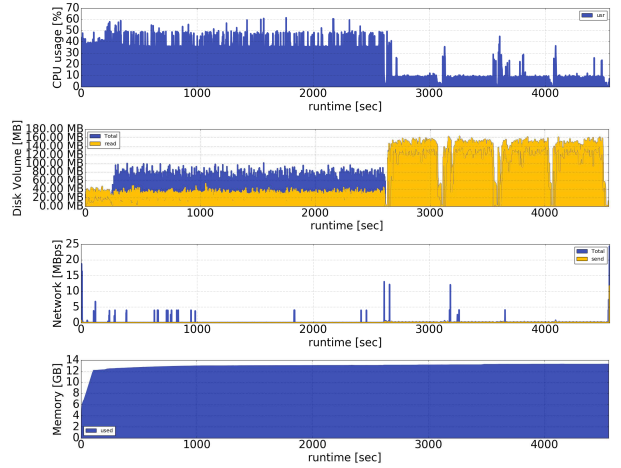 CPU usage [%]
70
60
50
40
30
20
10
0
usr
0 1000 2000 3000 4000
runtime [sec]
Disk Volume [MB]
180.00 MB
160.00 MB
140.00 MB
120.00 MB
100.00 MB
80.00 MB
60.00 MB
40.00 MB
20.00 MB
0.00 MB
Total
read
0 1000 2000 3000 4000
runtime [sec]
Network [MBps]
25
20
15
10
5
0
Total
send
0 1000 2000 3000 4000
runtime [sec]
Memory [GB]
14
12
10
8
6
4
2
0
used
0 1000 2000 3000 4000
runtime [sec]